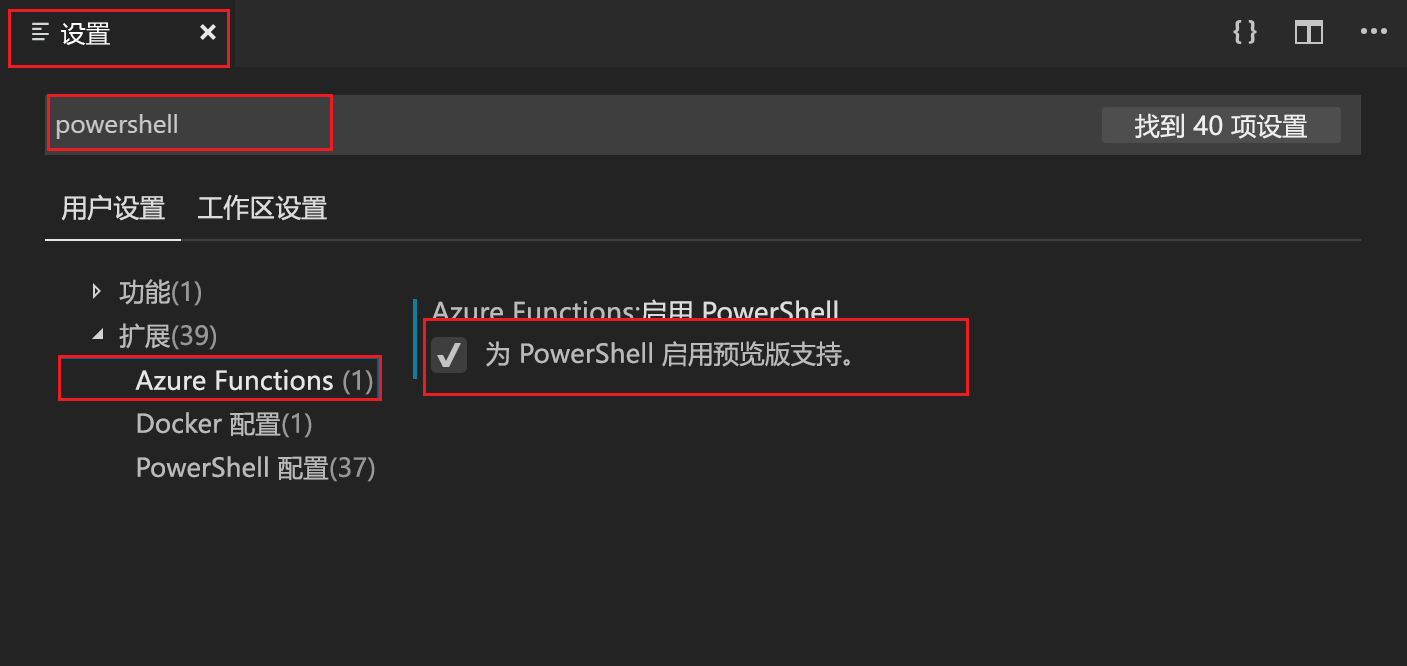 设置
powershell
找到 40 项设置
用户设置 工作区设置
功能(1)
扩展(39)
Azure Functions (1)
Docker 配置(1)
PowerShell 配置(37)
Azure Functions:启用 PowerShell
为 PowerShell 启用预览版支持。